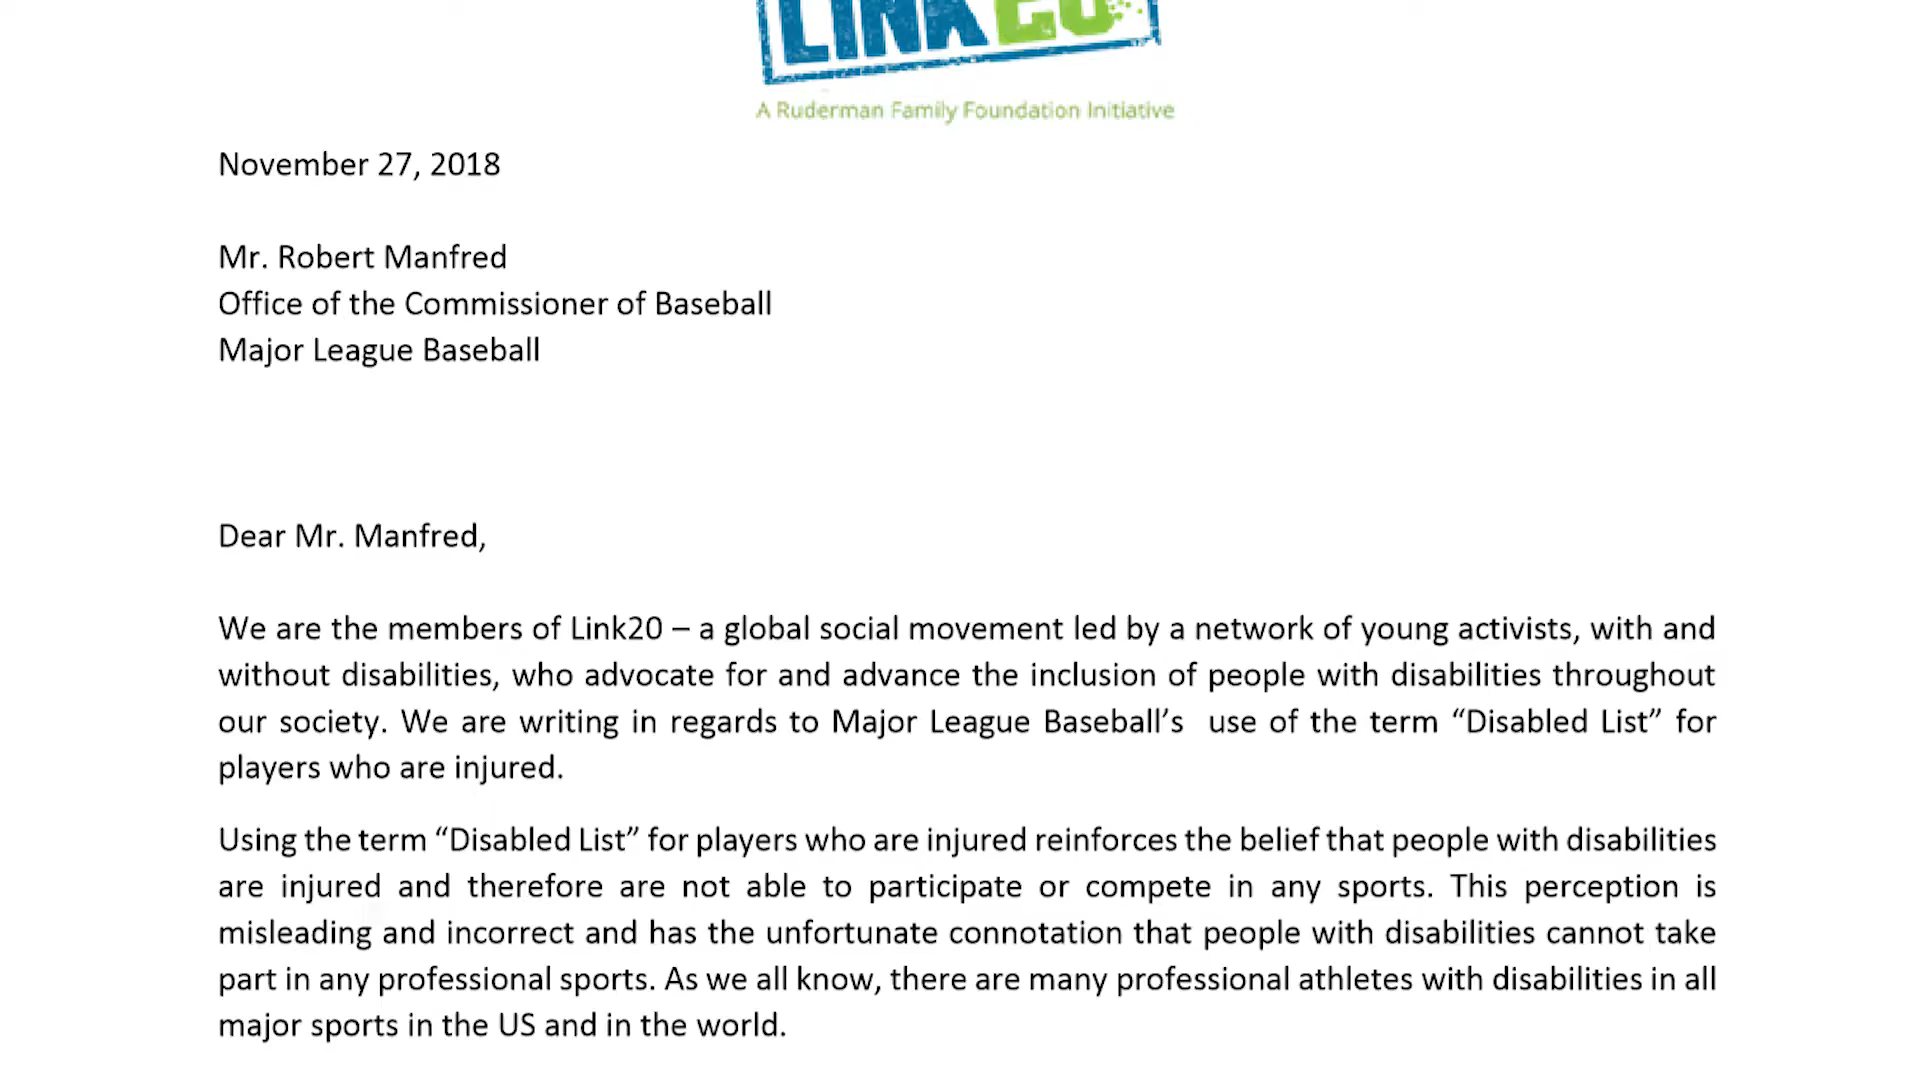 LINK20
A Ruderman Family Foundation Initiative
November 27, 2018
Mr. Robert Manfred
Office of the Commissioner of Baseball
Major League Baseball
Dear Mr. Manfred,
We are the members of Link20 – a global social movement led by a network of young activists, with and
without disabilities, who advocate for and advance the inclusion of people with disabilities throughout
our society. We are writing in regards to Major League Baseball’s  use of the term “Disabled List” for
players who are injured.
Using the term “Disabled List” for players who are injured reinforces the belief that people with disabilities
are injured and therefore are not able to participate or compete in any sports. This perception is
misleading and incorrect and has the unfortunate connotation that people with disabilities cannot take
part in any professional sports. As we all know, there are many professional athletes with disabilities in all
major sports in the US and in the world.